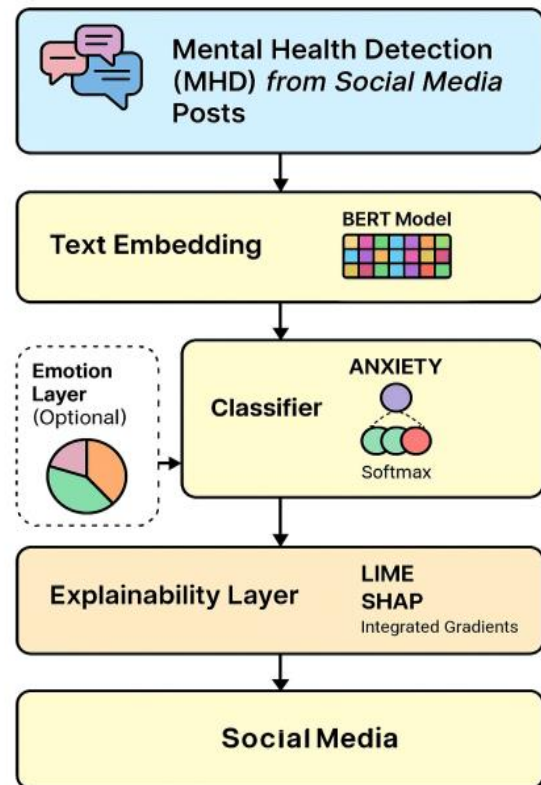 Mental Health Detection
(MHD) from Social Media
Posts
Text Embedding
BERT Model
Emotion
Layer
(Optional)
Classifier
ANXIETY
Softmax
Explainability Layer
LIME
SHAP
Integrated Gradients
Social Media